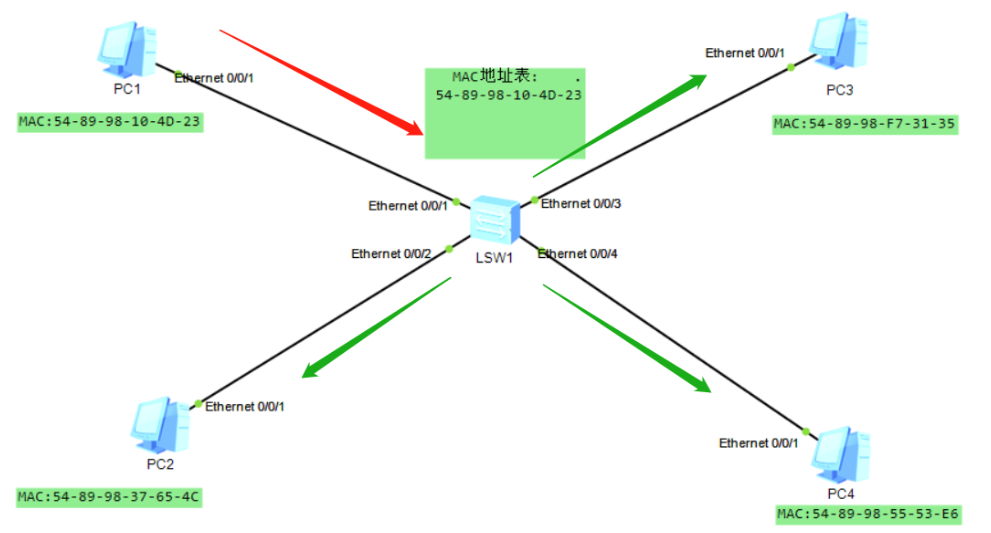 Ethernet 0/0/1
PC1
MAC:54-89-98-10-4D-23
MAC地址表: .
54-89-98-10-4D-23
Ethernet 0/0/1
PC3
MAC:54-89-98-F7-31-35
Ethernet 0/0/1
Ethernet 0/0/3
Ethernet 0/0/2
LSW1
Ethernet 0/0/4
Ethernet 0/0/1
PC2
MAC:54-89-98-37-65-4C
Ethernet 0/0/1
PC4
MAC:54-89-98-55-53-E6